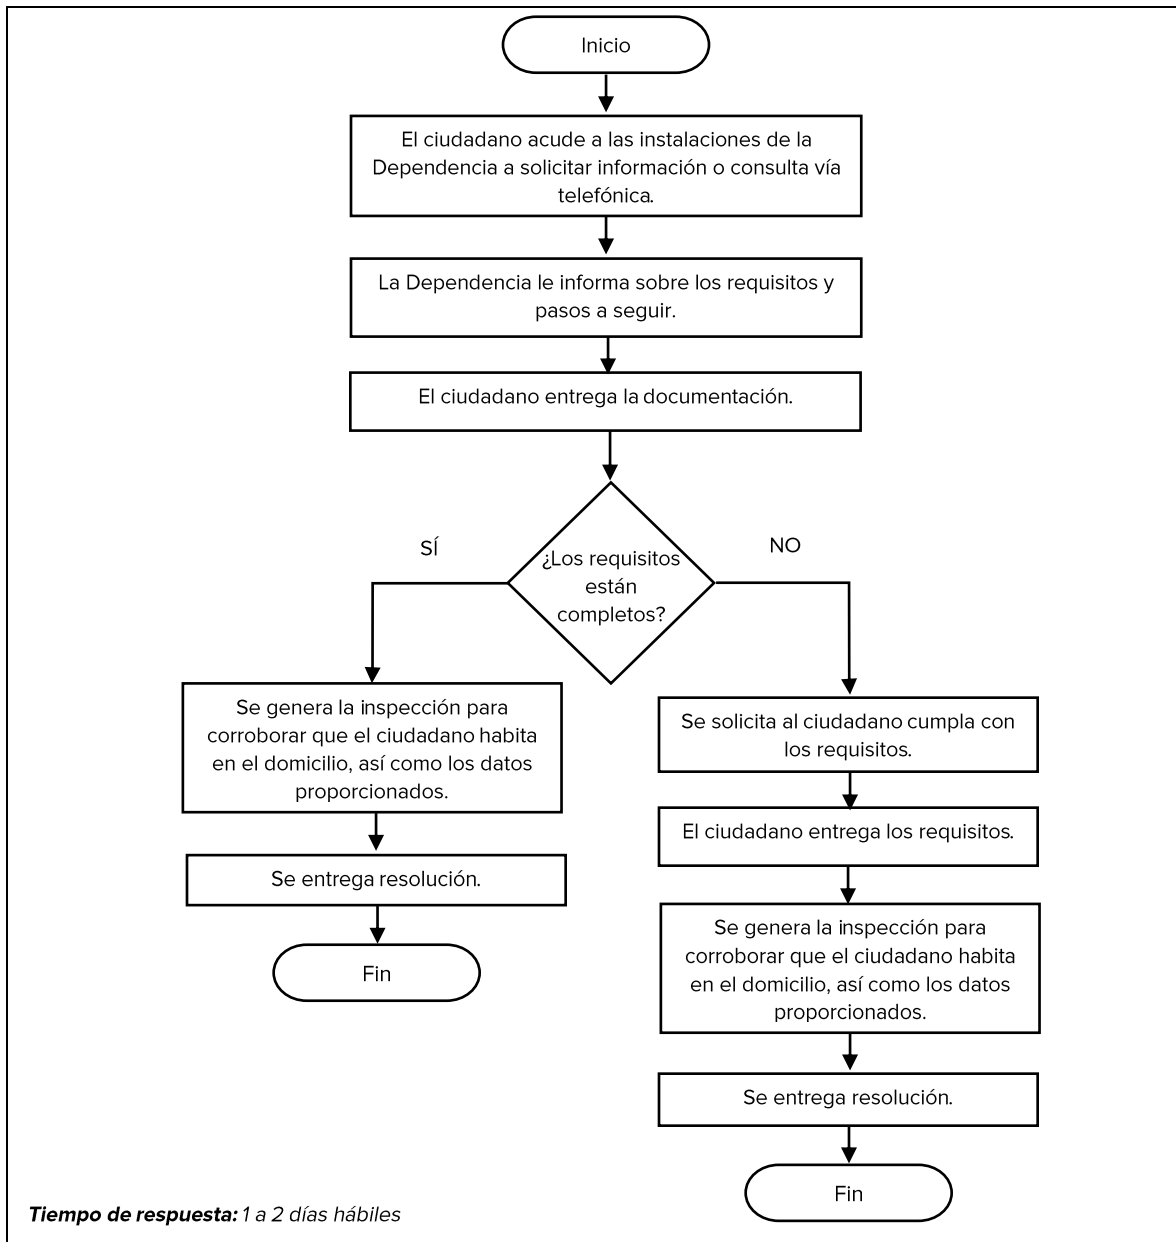 Inicio
El ciudadano acude a las instalaciones de la
Dependencia a solicitar información o consulta vía
telefónica.
La Dependencia le informa sobre los requisitos y
pasos a seguir.
El ciudadano entrega la documentación.
¿Los requisitos
están
completos?
SÍ
NO
Se genera la inspección para
corroborar que el ciudadano habita
en el domicilio, así como los datos
proporcionados.
Se entrega resolución.
Fin
Se solicita al ciudadano cumpla con
los requisitos.
El ciudadano entrega los requisitos.
Se genera la inspección para
corroborar que el ciudadano habita
en el domicilio, así como los datos
proporcionados.
Se entrega resolución.
Fin
Tiempo de respuesta: 1 a 2 días hábiles